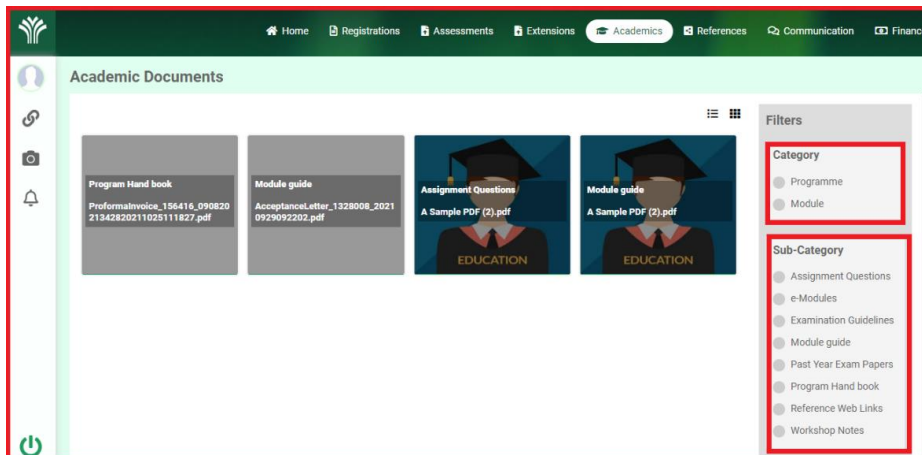 Home Registrations Assessments Extensions Academics References Communication Financ
Academic Documents
Program Hand book
ProformaInvoice_156416_090820
21342820211025111827.pdf
Module guide
AcceptanceLetter_1328008_2021
0929092202.pdf
Assignment Questions
A Sample PDF (2).pdf
EDUCATION
Module guide
A Sample PDF (2).pdf
EDUCATION
Filters
Category
Programme
Module
Sub-Category
Assignment Questions
e-Modules
Examination Guidelines
Module guide
Past Year Exam Papers
Program Hand book
Reference Web Links
Workshop Notes